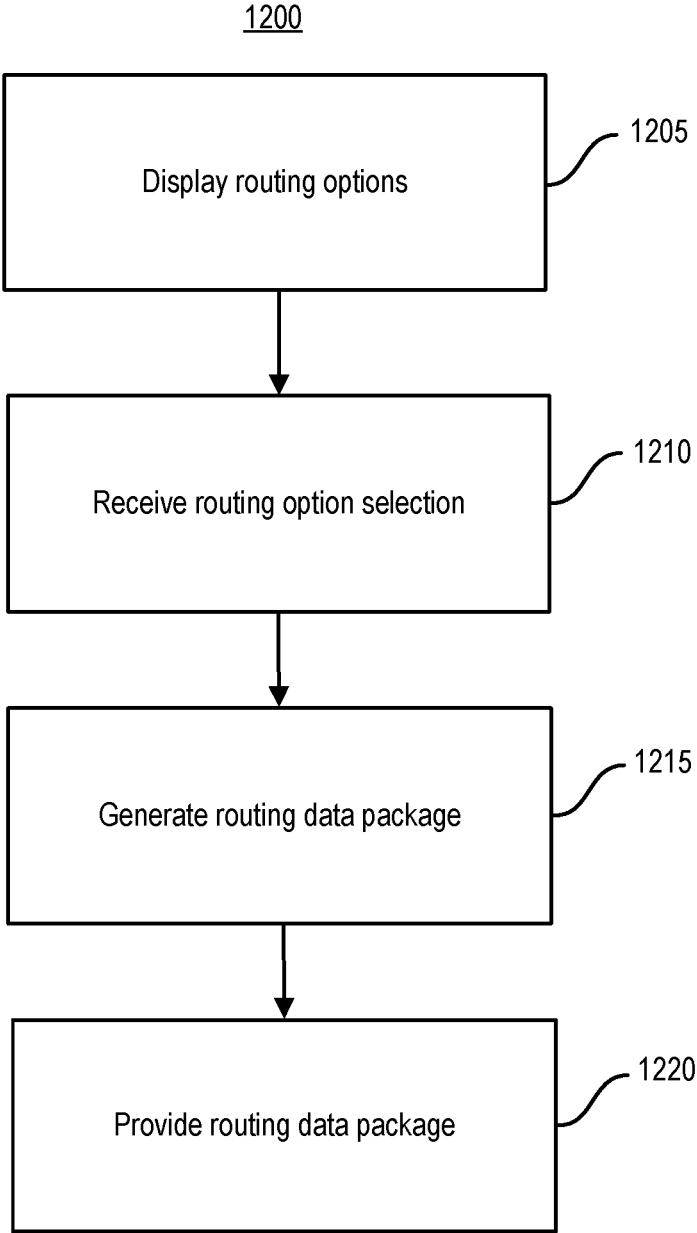 1200
Display routing options
1205
Receive routing option selection
1210
Generate routing data package
1215
Provide routing data package
1220